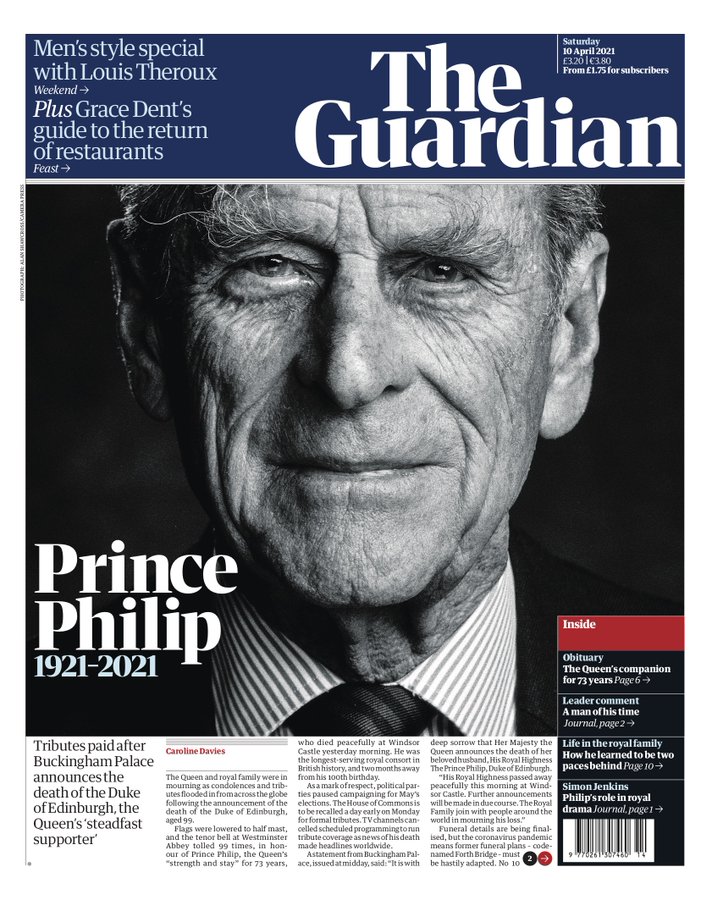 Men's style special
with Louis Theroux
Weekend →
Plus Grace Dent's
guide to the return
of restaurants
Feast →
The
Guardian
Saturday
10 April 2021
£3.20 | €3.80
From £1.75 for subscribers
PHOTOGRAPH: ALAN SHAWCROSS/CAMERA PRESS
Prince
Philip
1921-2021
Tributes paid after
Buckingham Palace
announces the
death of the Duke
of Edinburgh, the
Queen's ‘steadfast
supporter’
Caroline Davies
The Queen and royal family were in
mourning as condolences and trib-
utes flooded in from across the globe
following the announcement of the
death of the Duke of Edinburgh,
aged 99.
Flags were lowered to half mast,
and the tenor bell at Westminster
Abbey tolled 99 times, in hon-
our of Prince Philip, the Queen's
“strength and stay” for 73 years,
who died peacefully at Windsor
Castle yesterday morning. He was
the longest-serving royal consort in
British history, and two months away
from his 100th birthday.
As a mark of respect, political par-
ties paused campaigning for May's
elections. The House of Commons is
to be recalled a day early on Monday
for formal tributes. TV channels can-
celled scheduled programming to run
tribute coverage as news of his death
made headlines worldwide.
A statement from Buckingham Pal-
ace, issued at midday, said: “It is with
deep sorrow that Her Majesty the
Queen announces the death of her
beloved husband, His Royal Highness
The Prince Philip, Duke of Edinburgh.
“His Royal Highness passed away
peacefully this morning at Wind-
sor Castle. Further announcements
will be made in due course. The Royal
Family join with people around the
world in mourning his loss.”
Funeral details are being final-
ised, but the coronavirus pandemic
means former funeral plans – code-
named Forth Bridge – must
be hastily adapted. No 10
2 →
Inside
Obituary
The Queen's companion
for 73 years Page 6 →
Leader comment
A man of his time
Journal, page 2 →
Life in the royal family
How he learned to be two
paces behind Page 10 →
Simon Jenkins
Philip's role in royal
drama Journal, page 1 →
9 770261 307460 14